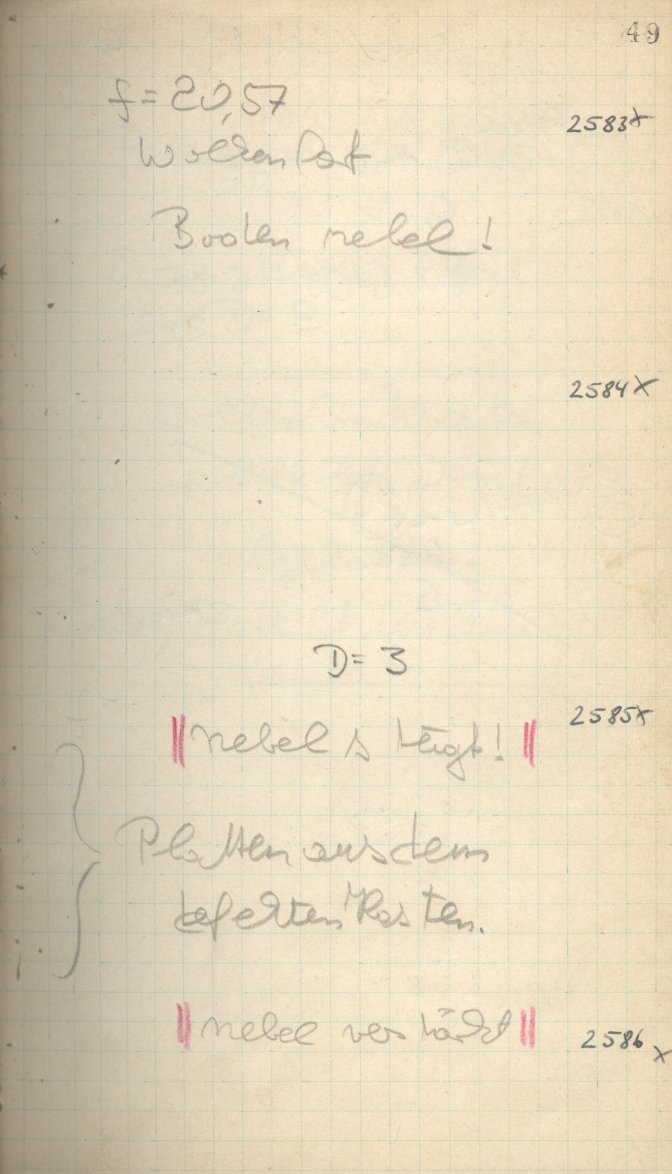 49
f = 20,57
2583x
Wolkenlos
Boden nebel!
2584x
D = 3
2585x
|| Nebel steigt! ||
Platten aus dem
defekten Kasten.
|| Nebel verstärkt ||
2586x